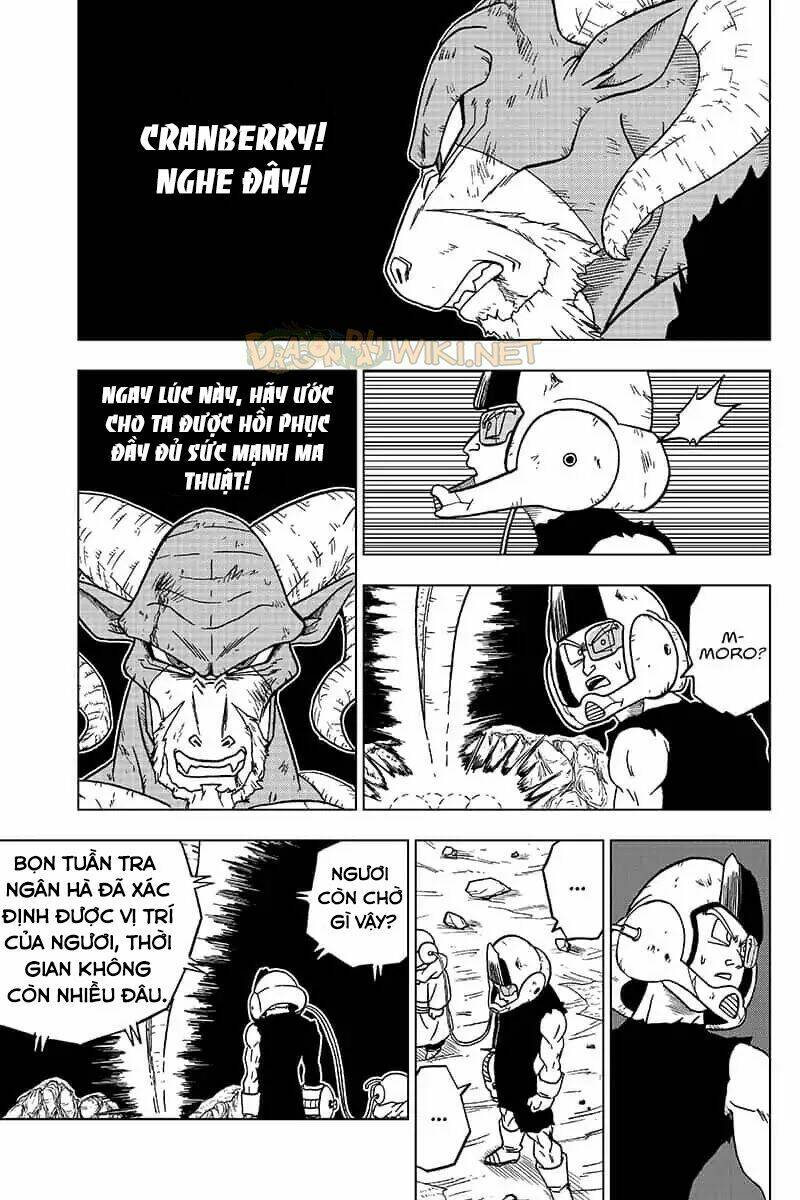 CRANBERRY!
NGHE ĐÂY!
DRAGONBALLWIKI.NET
NGAY LÚC NÀY, HÃY ƯỚC
CHO TA ĐƯỢC HỒI PHỤC
ĐẦY ĐỦ SỨC MẠNH MA
THUẬT!
M-
MORO?
...
...
NGƯƠI
CÒN CHỜ
GÌ VẬY?
BỌN TUẦN TRA
NGÂN HÀ ĐÃ XÁC
ĐỊNH ĐƯỢC VỊ TRÍ
CỦA NGƯƠI, THỜI
GIAN KHÔNG
CÒN NHIỀU ĐÂU.